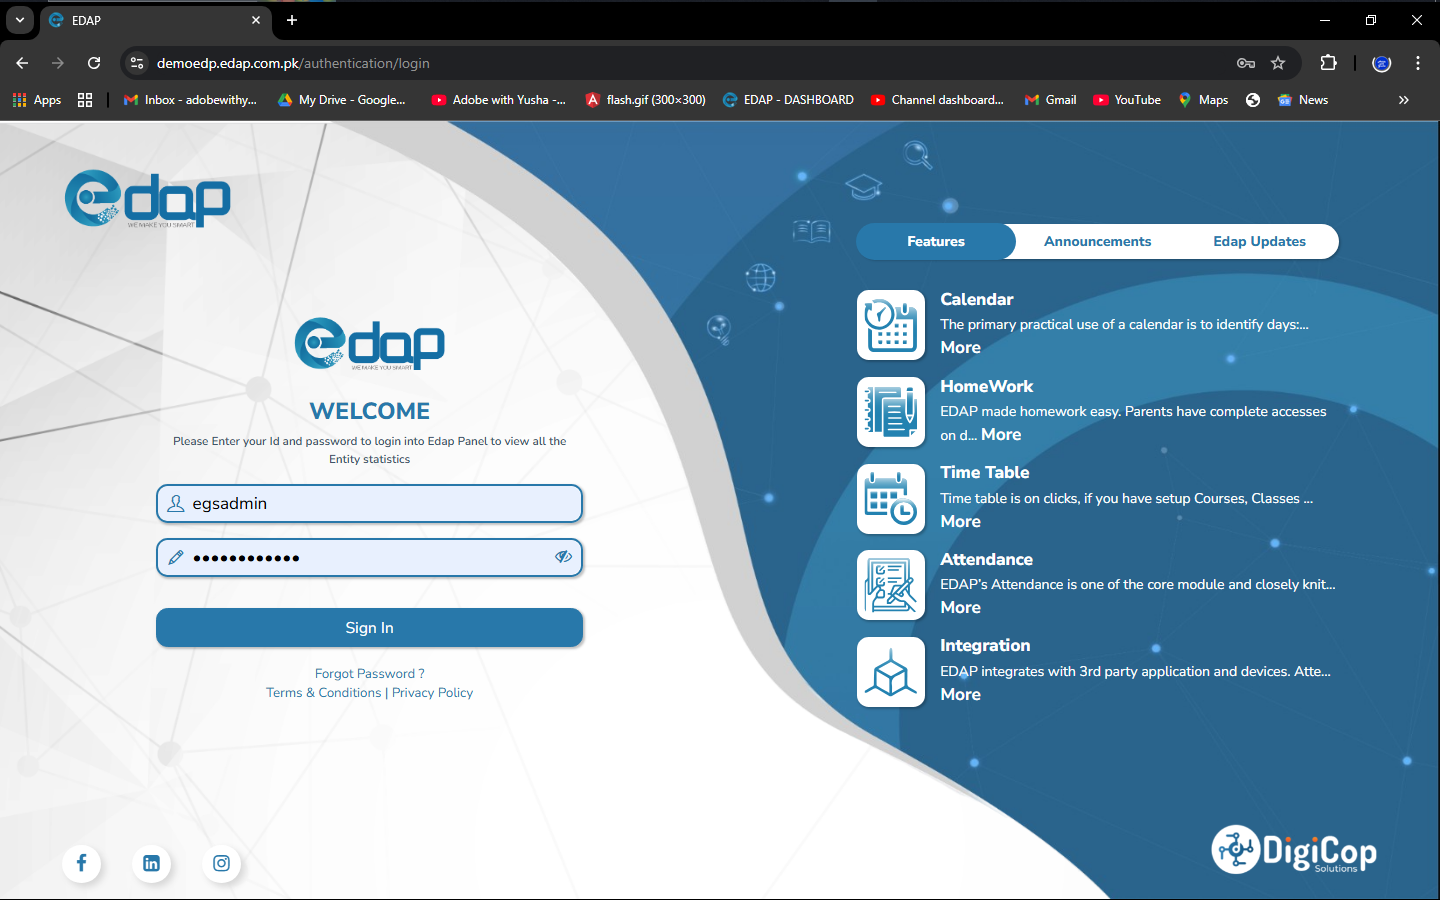 EDAP
demoedp.edap.com.pk/authentication/login
Apps
Inbox - adobewithy...
My Drive - Google...
Adobe with Yusha -...
flash.gif (300×300)
EDAP - DASHBOARD
Channel dashboard...
Gmail
YouTube
Maps
News
edap
WE MAKE YOU SMART
edap
WE MAKE YOU SMART
WELCOME
Please Enter your Id and password to login into Edap Panel to view all the
Entity statistics
egsadmin
••••••••••••
Sign In
Forgot Password ?
Terms & Conditions | Privacy Policy
Features
Announcements
Edap Updates
Calendar
The primary practical use of a calendar is to identify days:...
More
HomeWork
EDAP made homework easy. Parents have complete accesses
on d... More
Time Table
Time table is on clicks, if you have setup Courses, Classes ...
More
Attendance
EDAP's Attendance is one of the core module and closely knit...
More
Integration
EDAP integrates with 3rd party application and devices. Atte...
More
DigiCop
Solutions